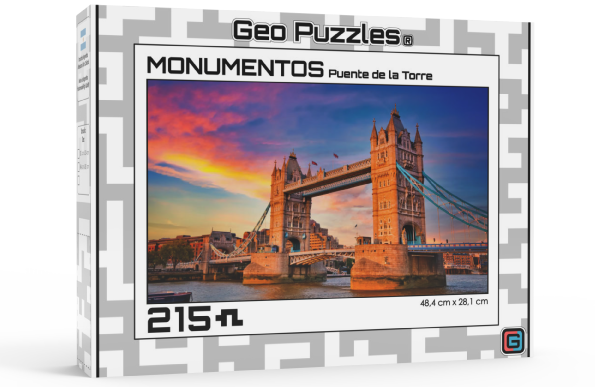 Geo Puzzles®
MONUMENTOS Puente de la Torre
48,4 cm x 28,1 cm
215
G